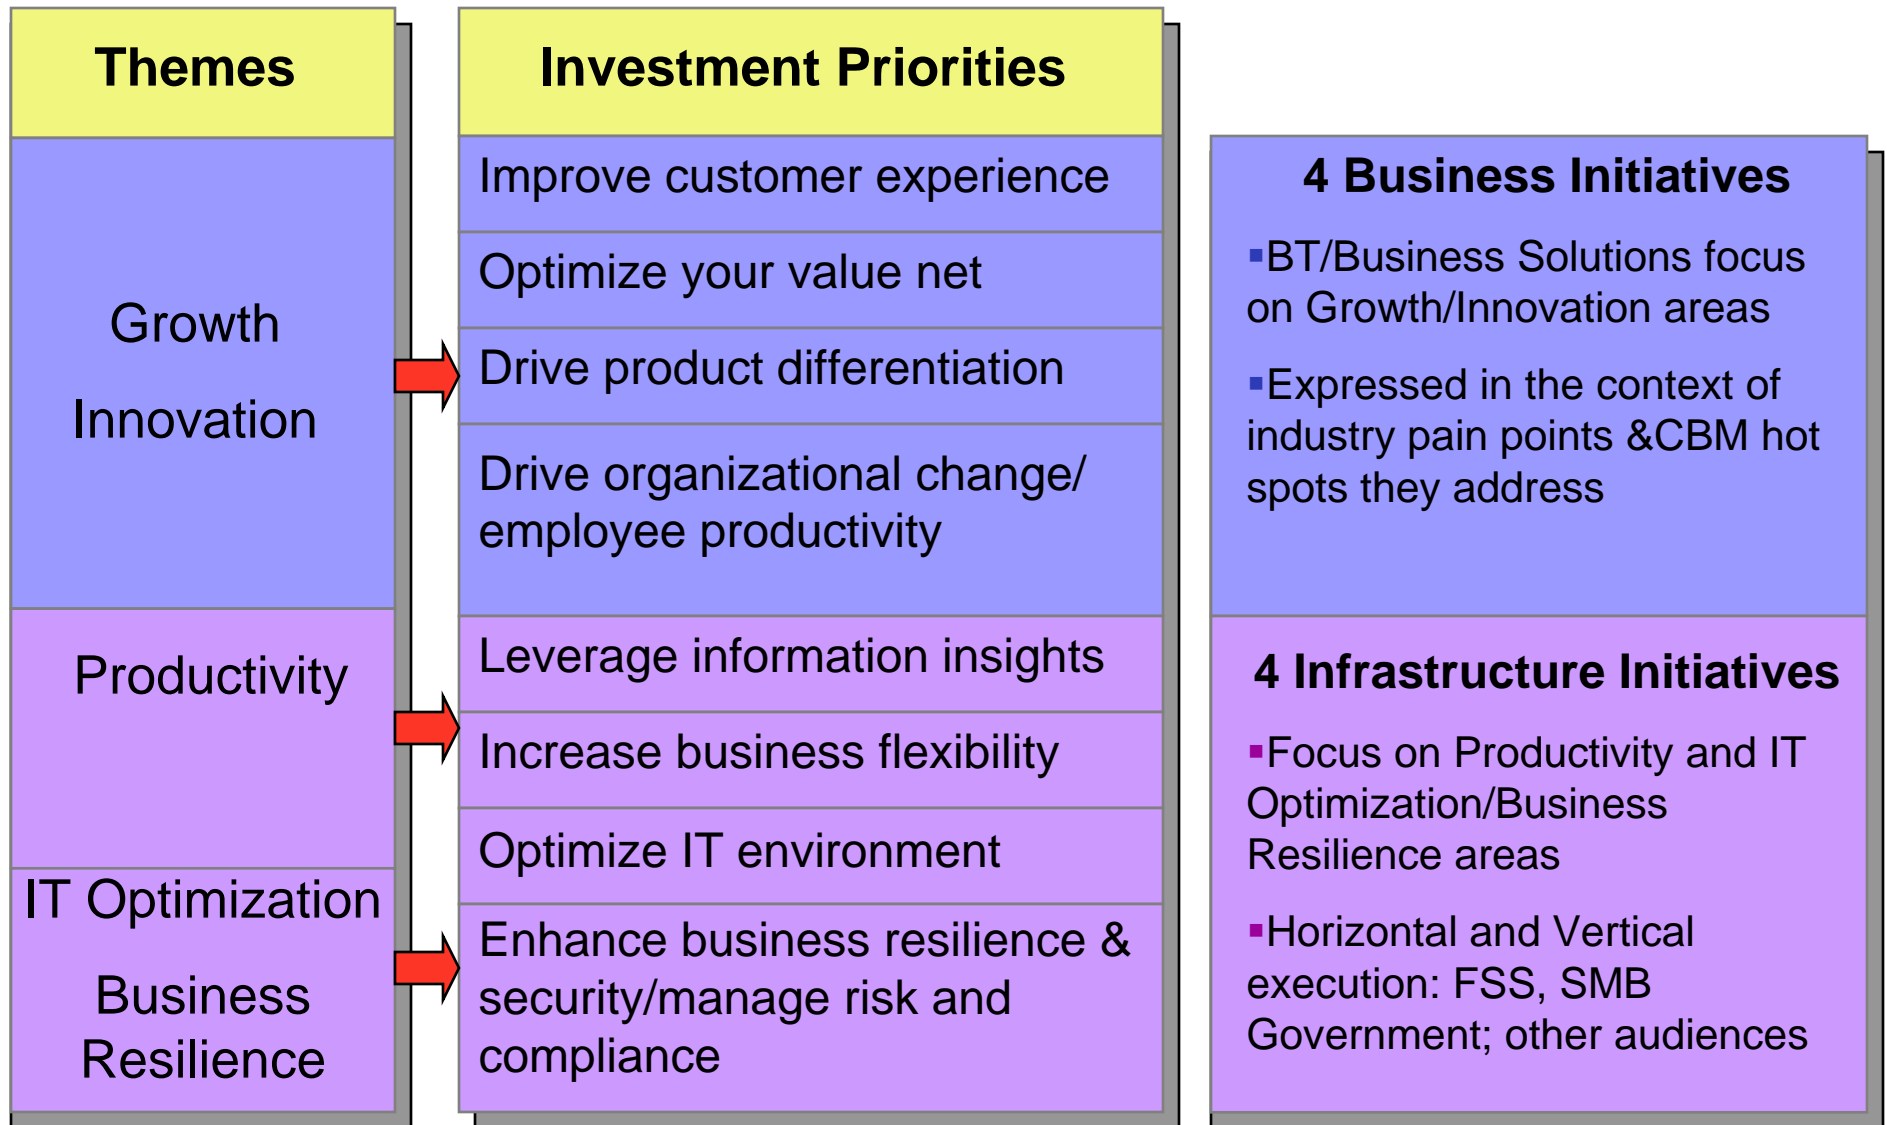 Themes
Growth
Innovation
Productivity
IT Optimization
Business
Resilience
Investment Priorities
Improve customer experience
Optimize your value net
Drive product differentiation
Drive organizational change/
employee productivity
Leverage information insights
Increase business flexibility
Optimize IT environment
Enhance business resilience &
security/manage risk and
compliance
4 Business Initiatives
▪BT/Business Solutions focus
on Growth/Innovation areas
▪Expressed in the context of
industry pain points &CBM hot
spots they address
4 Infrastructure Initiatives
▪Focus on Productivity and IT
Optimization/Business
Resilience areas
▪Horizontal and Vertical
execution: FSS, SMB
Government; other audiences